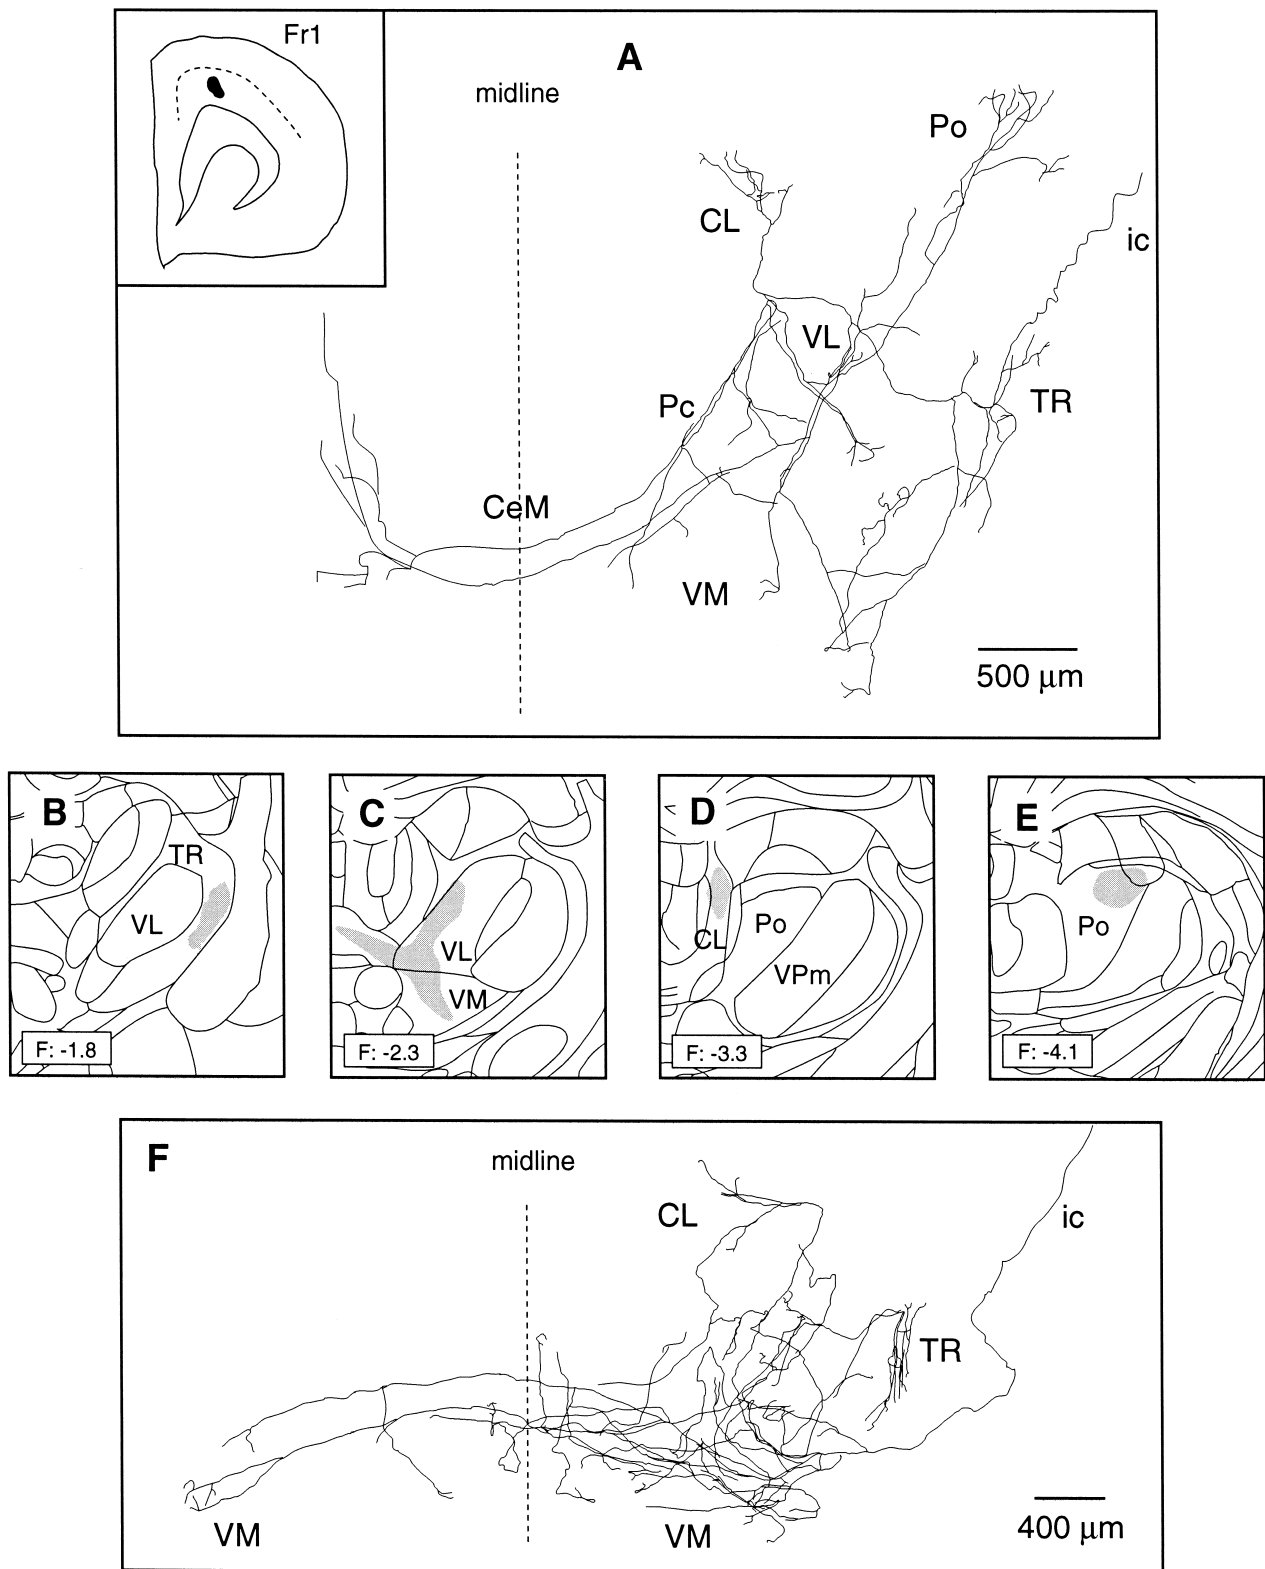 Fr1
A
midline
Po
CL
ic
VL
Pc
TR
CeM
VM
500 μm
B
TR
VL
F: -1.8
C
VL
VM
F: -2.3
D
CL
Po
VPm
F: -3.3
E
Po
F: -4.1
F
midline
CL
ic
TR
VM
VM
400 μm